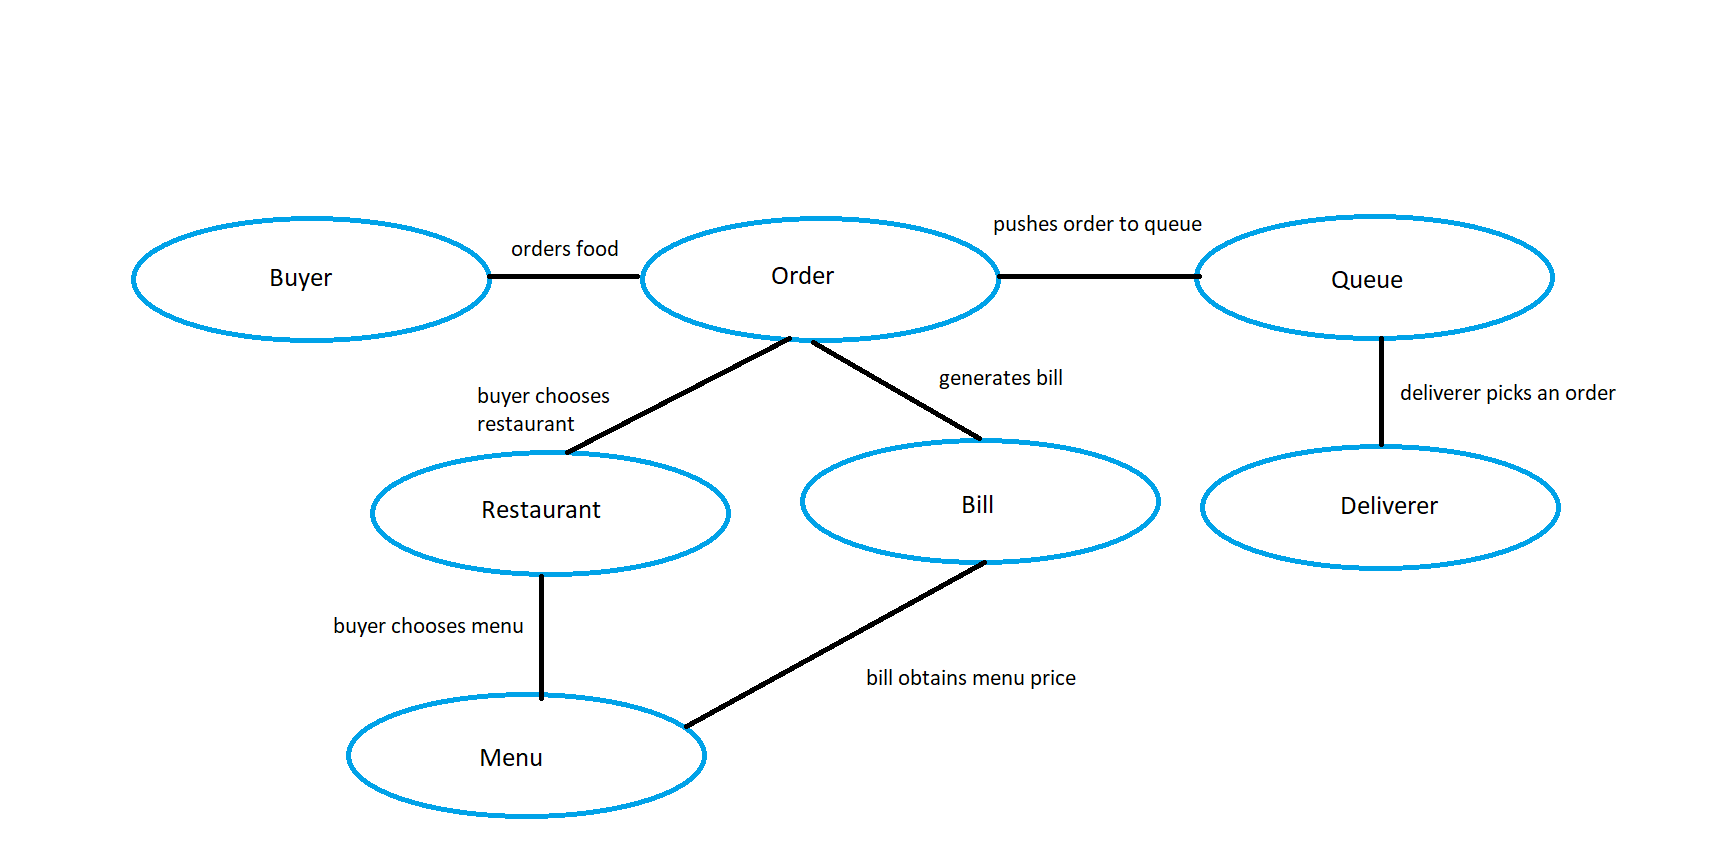 pushes order to queue
orders food
Buyer
Order
Queue
buyer chooses
restaurant
generates bill
deliverer picks an order
Restaurant
Bill
Deliverer
buyer chooses menu
bill obtains menu price
Menu